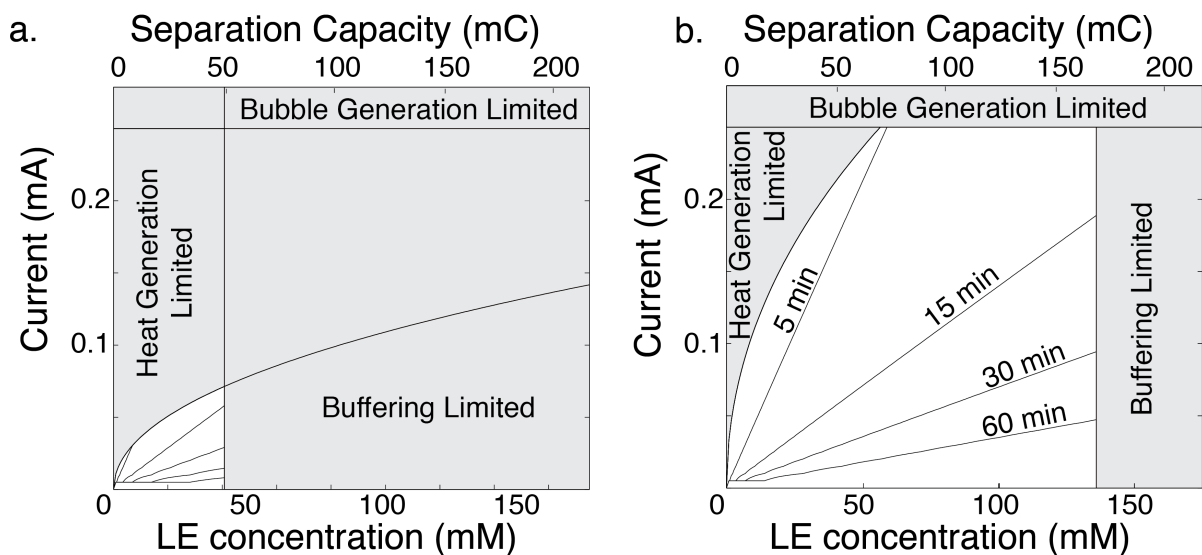 a.
Separation Capacity (mC)
0 50 100 150 200
Bubble Generation Limited
Current (mA)
0.2
0.1
Heat Generation
Limited
Buffering Limited
0 50 100 150
LE concentration (mM)
b.
Separation Capacity (mC)
0 50 100 150 200
Bubble Generation Limited
Current (mA)
0.2
0.1
Heat Generation
Limited
5 min
15 min
30 min
60 min
Buffering Limited
0 50 100 150
LE concentration (mM)